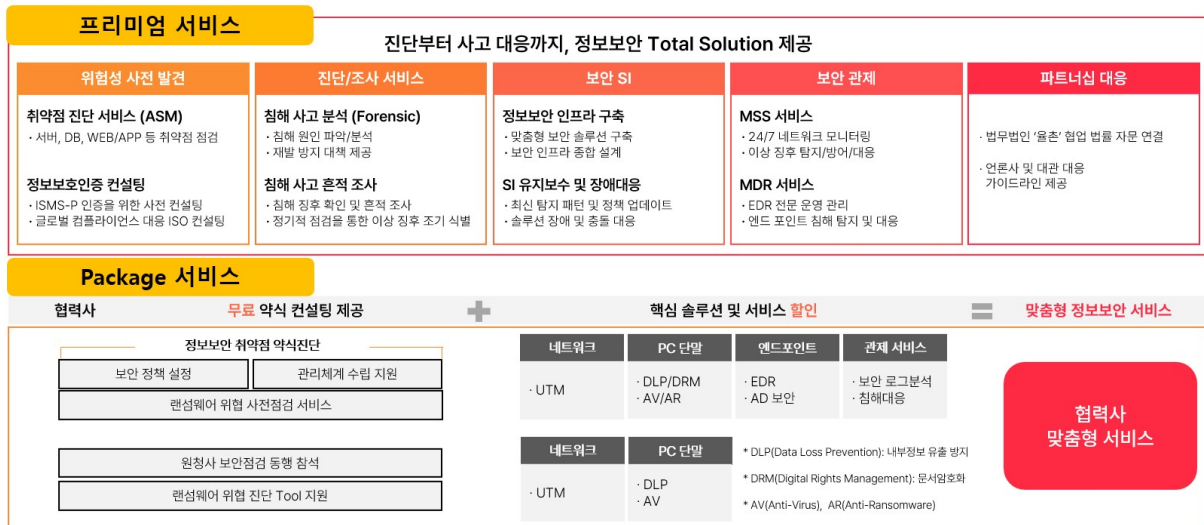 프리미엄 서비스
진단부터 사고 대응까지, 정보보안 Total Solution 제공
위험성 사전 발견
취약점 진단 서비스 (ASM)
· 서버, DB, WEB/APP 등 취약점 점검
정보보호인증 컨설팅
· ISMS-P 인증을 위한 사전 컨설팅
· 글로벌 컴플라이언스 대응 ISO 컨설팅
진단/조사 서비스
침해 사고 분석 (Forensic)
· 침해 원인 파악/분석
· 재발 방지 대책 제공
침해 사고 흔적 조사
· 침해 징후 확인 및 흔적 조사
· 정기적 점검을 통한 이상 징후 조기 식별
보안 SI
정보보안 인프라 구축
· 맞춤형 보안 솔루션 구축
· 보안 인프라 종합 설계
SI 유지보수 및 장애대응
· 최신 탐지 패턴 및 정책 업데이트
· 솔루션 장애 및 충돌 대응
보안 관제
MSS 서비스
· 24/7 네트워크 모니터링
· 이상 징후 탐지/방어/대응
MDR 서비스
· EDR 전문 운영 관리
· 엔드 포인트 침해 탐지 및 대응
파트너십 대응
· 법무법인 ‘율촌’ 협업 법률 자문 연결
· 언론사 및 대관 대응
가이드라인 제공
Package 서비스
협력사
무료 약식 컨설팅 제공
핵심 솔루션 및 서비스 할인
맞춤형 정보보안 서비스
정보보안 취약점 약식진단
보안 정책 설정
관리체계 수립 지원
랜섬웨어 위협 사전점검 서비스
원청사 보안점검 동행 참석
랜섬웨어 위협 진단 Tool 지원
네트워크
PC 단말
엔드포인트
관제 서비스
· UTM
· DLP/DRM
· AV/AR
· EDR
· AD 보안
· 보안 로그분석
· 침해대응
네트워크
PC 단말
· UTM
· DLP
· AV
* DLP(Data Loss Prevention): 내부정보 유출 방지
* DRM(Digital Rights Management): 문서암호화
* AV(Anti-Virus), AR(Anti-Ransomware)
협력사
맞춤형 서비스